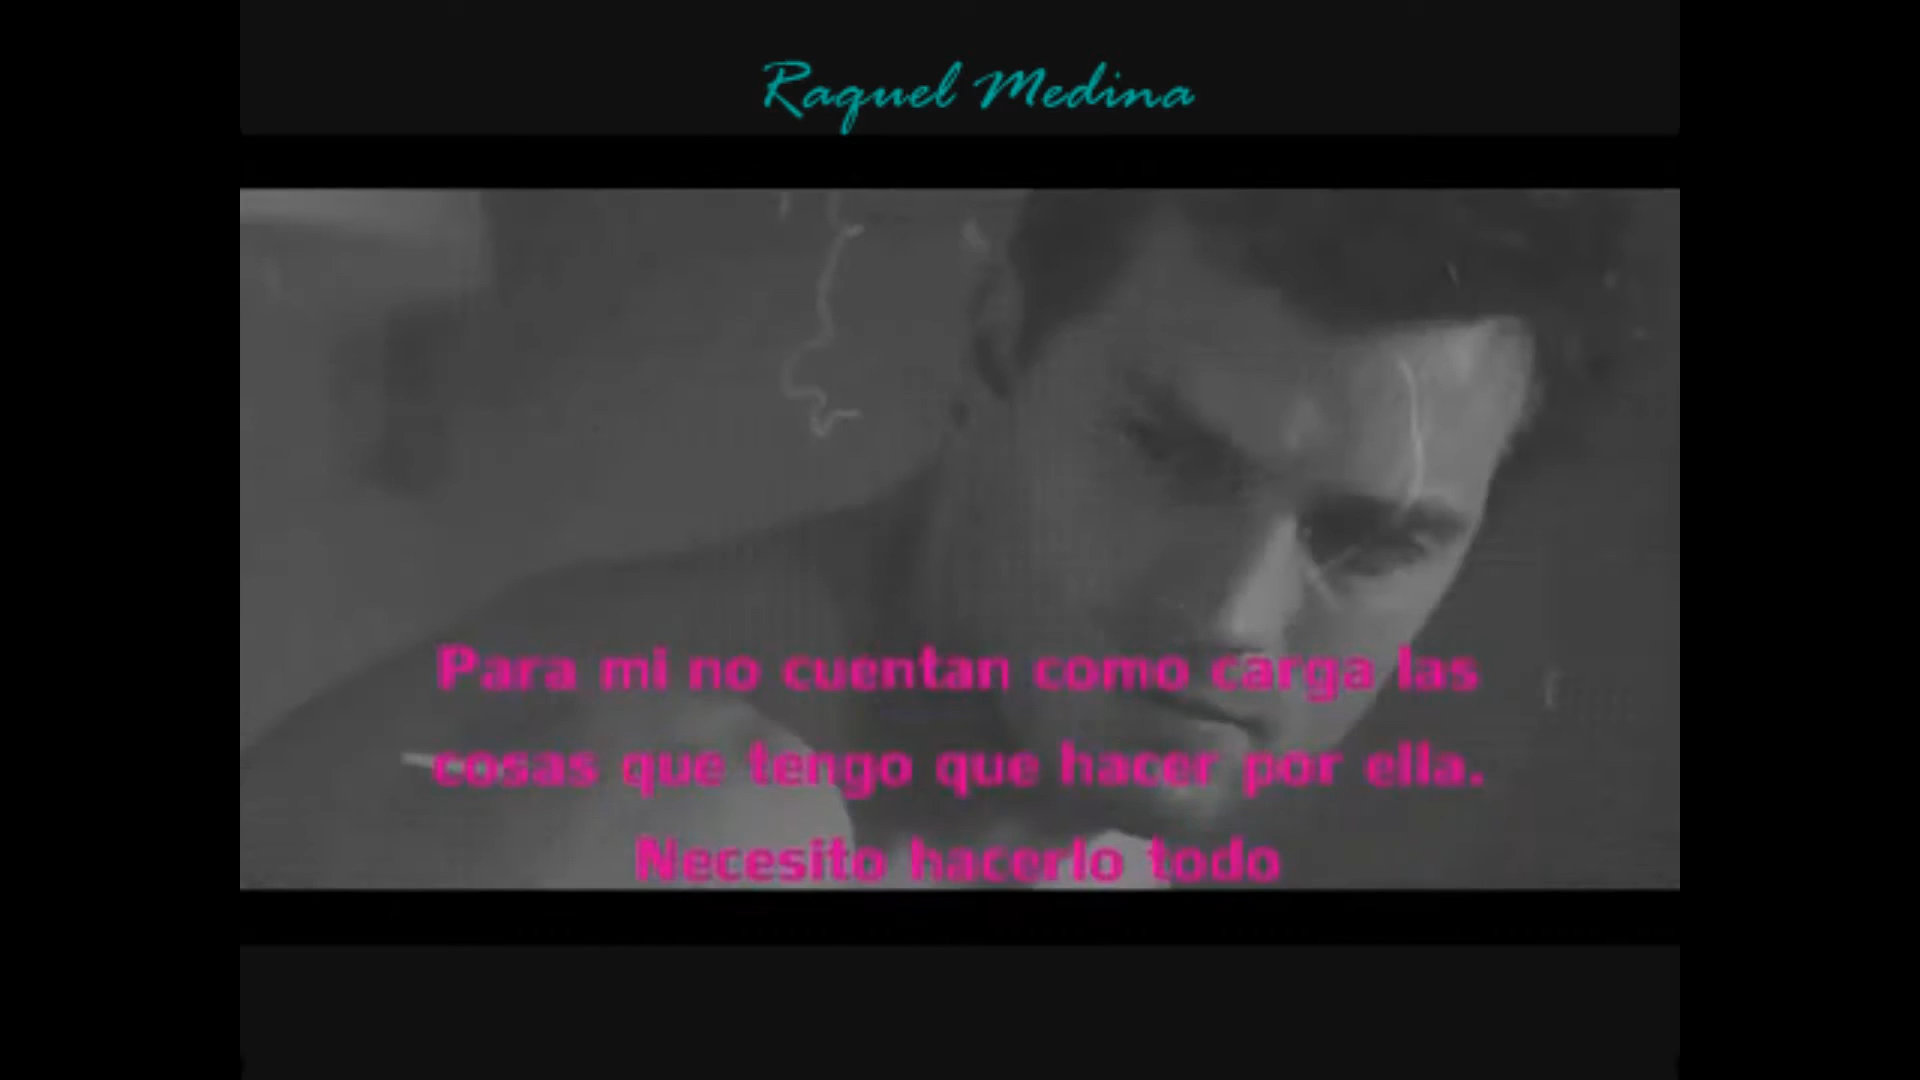 Raquel Medina
Para mi no cuentan como carga las
cosas que tengo que hacer por ella.
Necesito hacerlo todo